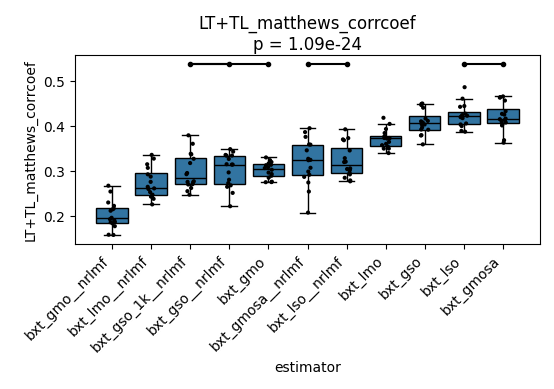 LT+TL_matthews_corrcoef
p = 1.09e-24
LT+TL_matthews_corrcoef
0.5
0.4
0.3
0.2
bxt_gmo__nrlmf
bxt_lmo__nrlmf
bxt_gso_1k__nrlmf
bxt_gso__nrlmf
bxt_gmo
bxt_gmosa__nrlmf
bxt_lso__nrlmf
bxt_lmo
bxt_gso
bxt_lso
bxt_gmosa
estimator